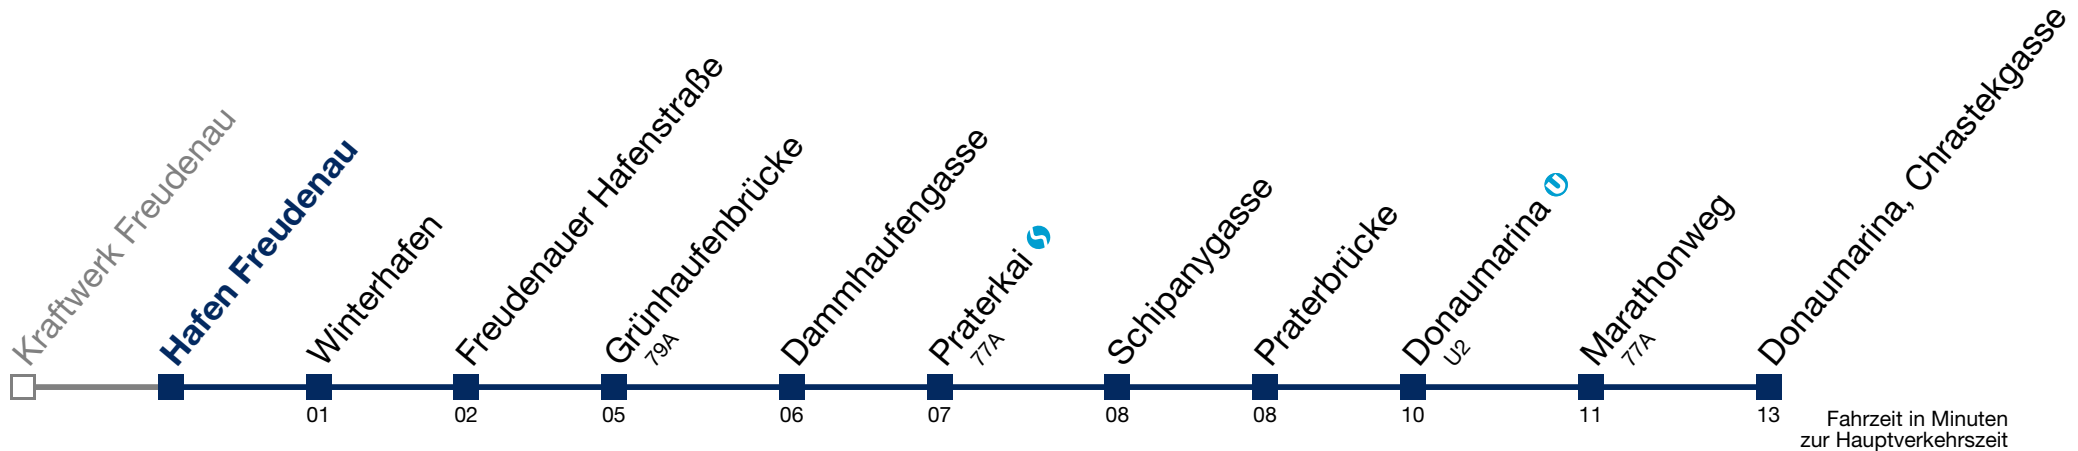 Kraftwerk Freudenau
Hafen Freudenau
Winterhafen
01
Freudenauer Hafenstraße
02
Grünhaufenbrücke
79A
05
Dammhaufengasse
06
Praterkai
77A
07
Schipanygasse
08
Praterbrücke
08
Donaumarina
U2
10
Marathonweg
77A
11
Donaumarina, Chrastekgasse
13
Fahrzeit in Minuten
zur Hauptverkehrszeit